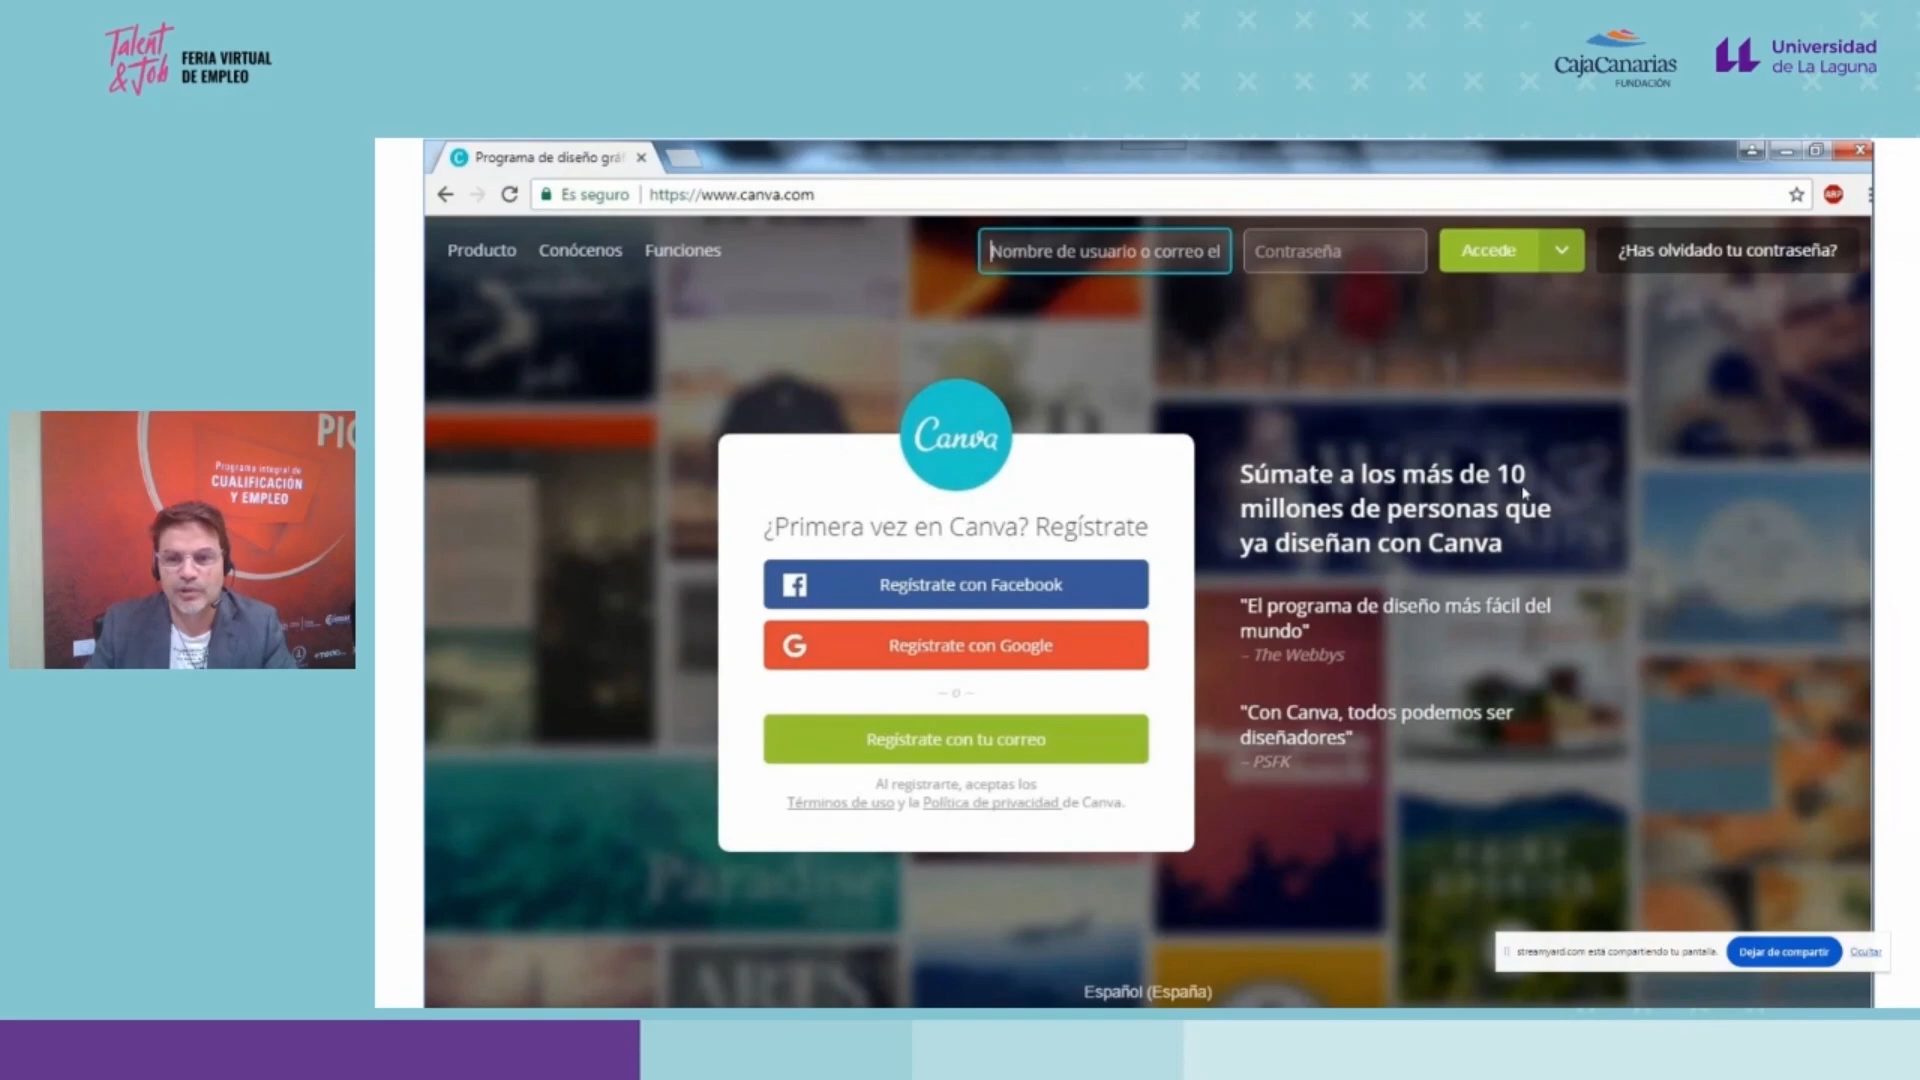 Talent
&Job
FERIA VIRTUAL
DE EMPLEO
CajaCanarias
FUNDACIÓN
Universidad
de La Laguna
Programa de diseño grá
Es seguro
https://www.canva.com
ABP
Producto
Conócenos
Funciones
Nombre de usuario o correo el
Contraseña
Accede
¿Has olvidado tu contraseña?
PIC
Programa integral de
CUALIFICACIÓN
Y EMPLEO
Canva
¿Primera vez en Canva? Regístrate
Regístrate con Facebook
Regístrate con Google
– o –
Regístrate con tu correo
Al registrarte, aceptas los
Términos de uso y la Política de privacidad de Canva.
Súmate a los más de 10
millones de personas que
ya diseñan con Canva
"El programa de diseño más fácil del
mundo"
– The Webbys
"Con Canva, todos podemos ser
diseñadores"
– PSFK
Paradise
ARTS
streamyard.com está compartiendo tu pantalla.
Dejar de compartir
Ocultar
Español (España)